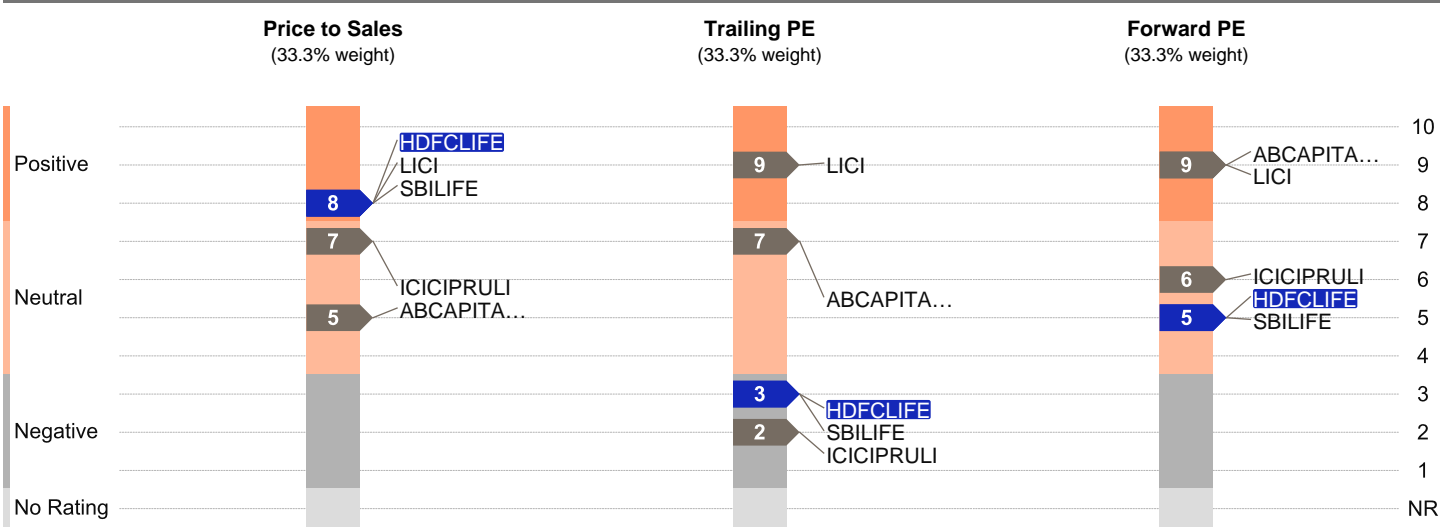 Price to Sales
(33.3% weight)
Trailing PE
(33.3% weight)
Forward PE
(33.3% weight)
Positive
Neutral
Negative
No Rating
8
HDFCLIFE
LICI
SBILIFE
7
ICICIPRULI
5
ABCAPITA...
9
LICI
7
ABCAPITA...
3
HDFCLIFE
SBILIFE
2
ICICIPRULI
9
ABCAPITA...
LICI
6
ICICIPRULI
5
HDFCLIFE
SBILIFE
10
9
8
7
6
5
4
3
2
1
NR